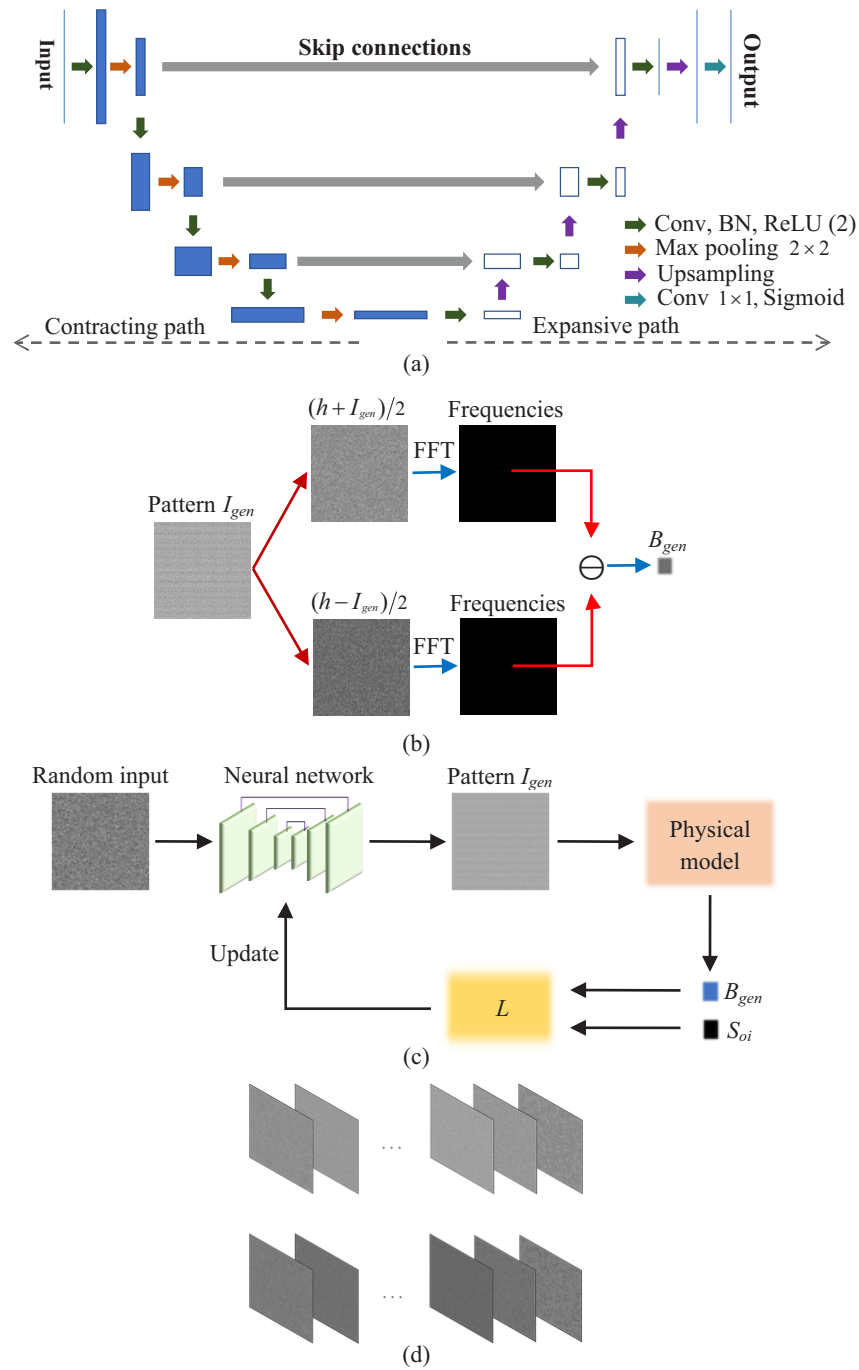 Input
Skip connections
Output
Conv, BN, ReLU (2)
Max pooling 2 × 2
Upsampling
Conv 1×1, Sigmoid
Contracting path
Expansive path
(a)
(h + I_gen)/2
Frequencies
FFT
Pattern I_gen
B_gen
(h − I_gen)/2
Frequencies
FFT
(b)
Random input
Neural network
Pattern I_gen
Physical model
Update
L
B_gen
S_oi
(c)
...
...
(d)